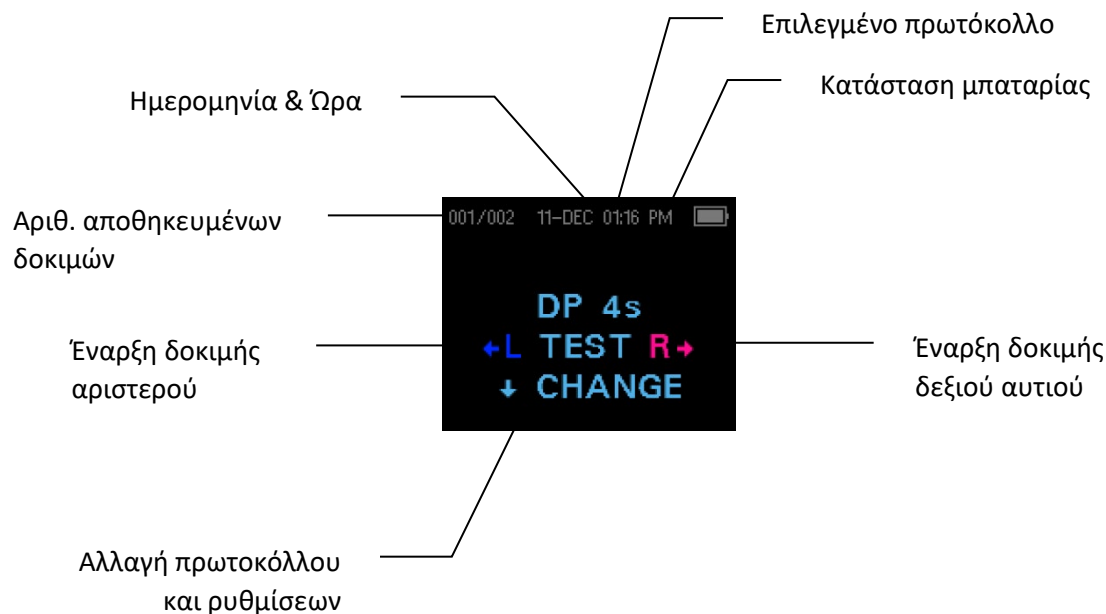 Επιλεγμένο πρωτόκολλο
Κατάσταση μπαταρίας
Ημερομηνία & Ώρα
Αριθ. αποθηκευμένων
δοκιμών
001/002 11-DEC 01:16 PM
DP 4s
←L TEST R→
↓ CHANGE
Έναρξη δοκιμής
αριστερού
Έναρξη δοκιμής
δεξιού αυτιού
Αλλαγή πρωτοκόλλου
και ρυθμίσεων